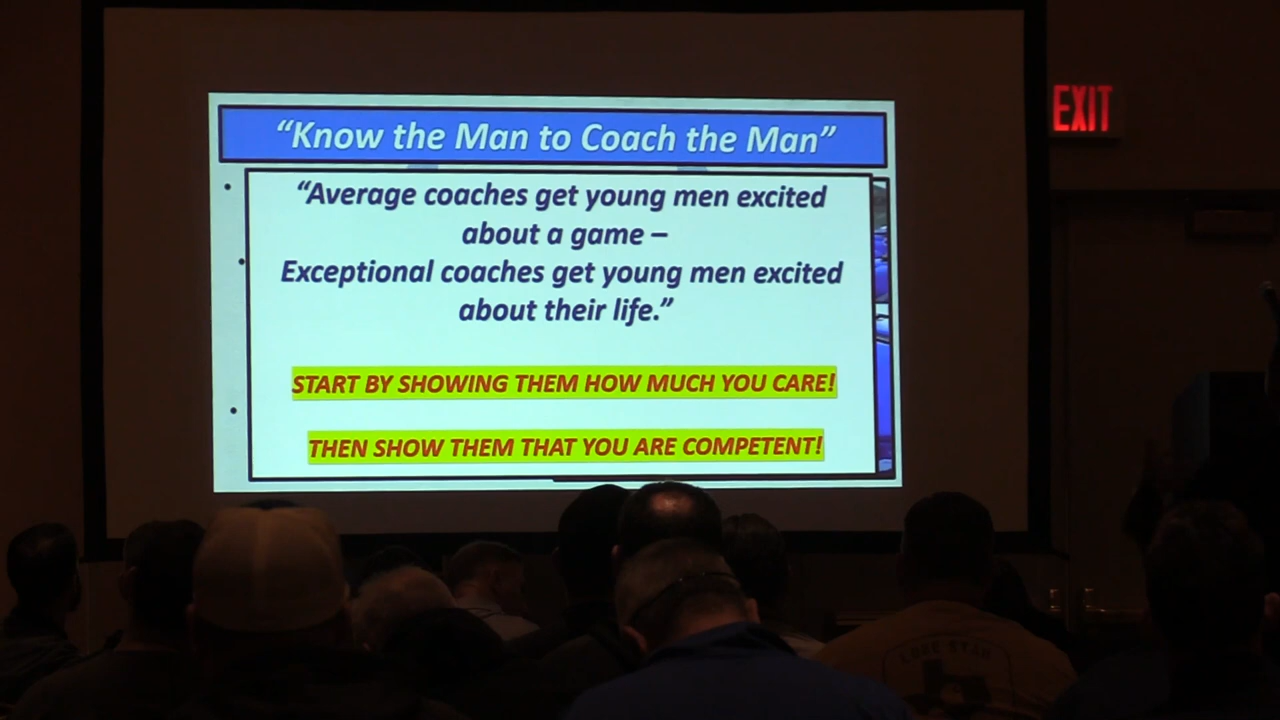 EXIT
“Know the Man to Coach the Man”
“Average coaches get young men excited
about a game –
Exceptional coaches get young men excited
about their life.”
START BY SHOWING THEM HOW MUCH YOU CARE!
THEN SHOW THEM THAT YOU ARE COMPETENT!
LONE STAR